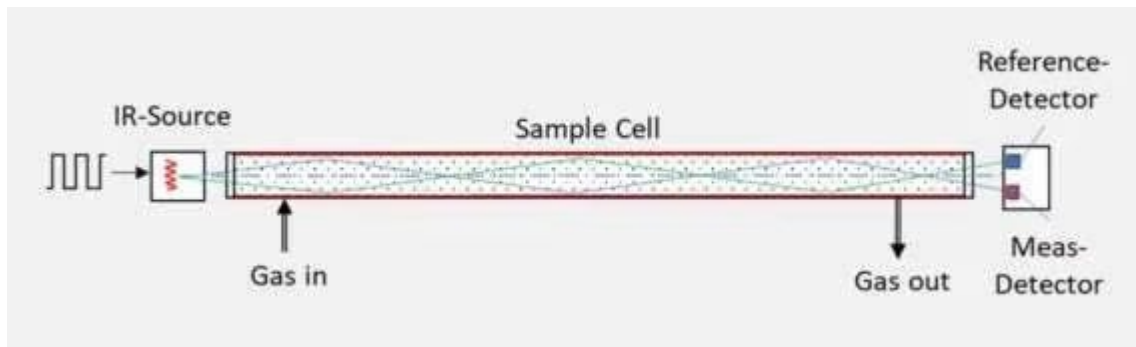 IR-Source
Sample Cell
Reference-
Detector
Gas in
Gas out
Meas-
Detector